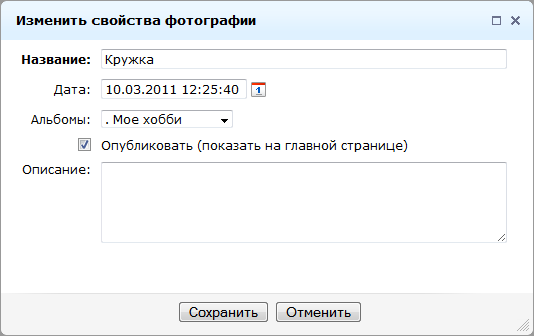 Изменить свойства фотографии
Название: Кружка
Дата: 10.03.2011 12:25:40 1
Альбомы: . Мое хобби
Опубликовать (показать на главной странице)
Описание:
Сохранить Отменить